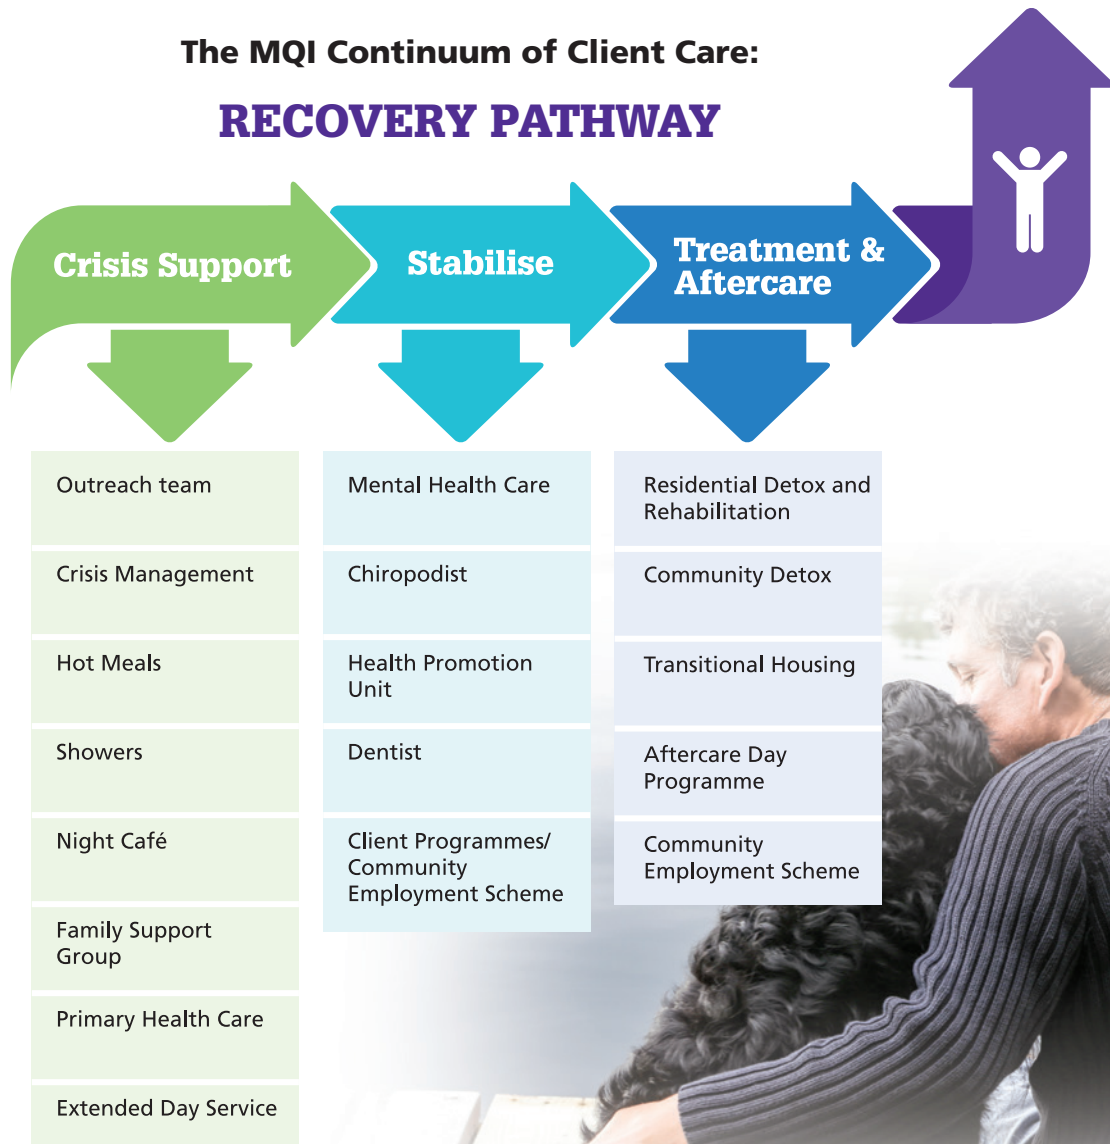 The MQI Continuum of Client Care:
RECOVERY PATHWAY
Crisis Support
Stabilise
Treatment &
Aftercare
Outreach team
Crisis Management
Hot Meals
Showers
Night Café
Family Support
Group
Primary Health Care
Extended Day Service
Mental Health Care
Chiropodist
Health Promotion
Unit
Dentist
Client Programmes/
Community
Employment Scheme
Residential Detox and
Rehabilitation
Community Detox
Transitional Housing
Aftercare Day
Programme
Community
Employment Scheme